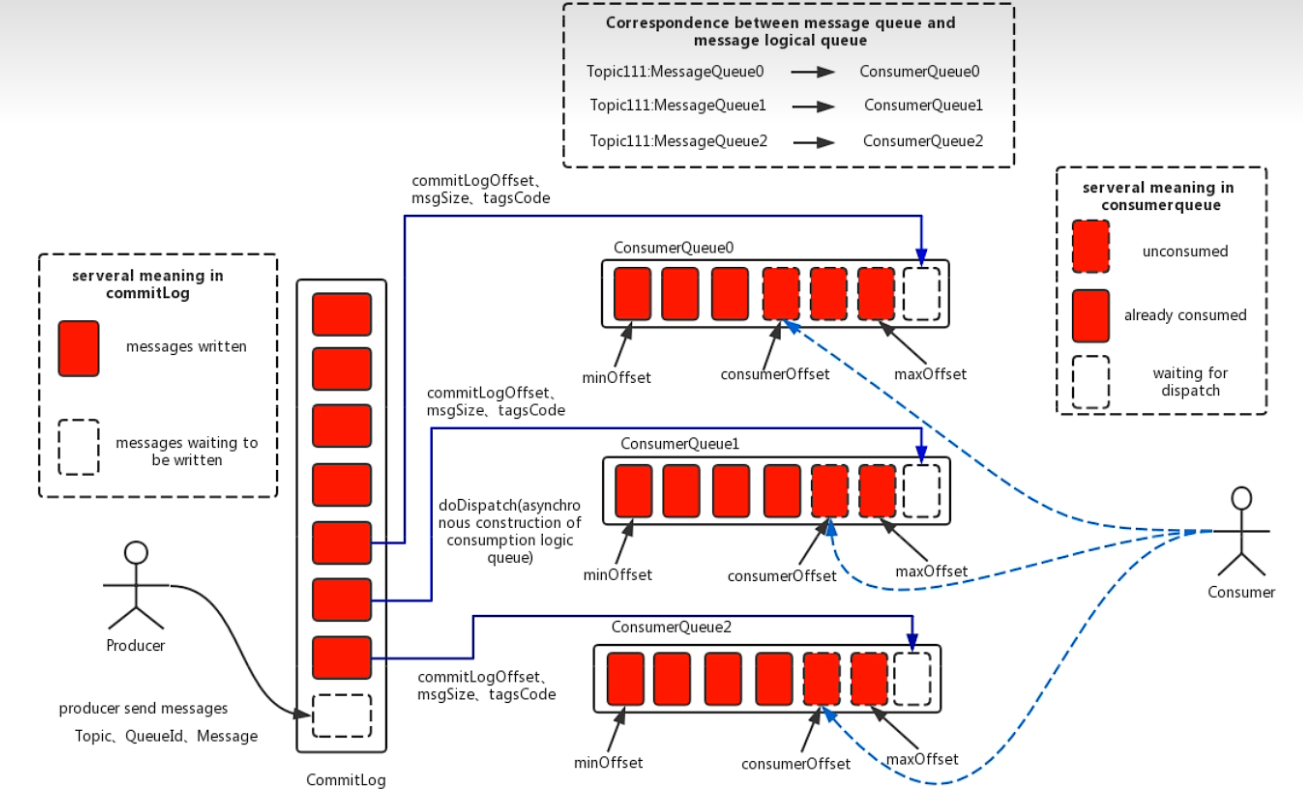 Correspondence between message queue and
message logical queue
Topic111:MessageQueue0
ConsumerQueue0
Topic111:MessageQueue1
ConsumerQueue1
Topic111:MessageQueue2
ConsumerQueue2
serveral meaning in
commitLog
messages written
messages waiting to
be written
Producer
producer send messages
Topic、QueueId、Message
CommitLog
commitLogOffset、
msgSize、tagsCode
commitLogOffset、
msgSize、tagsCode
doDispatch(asynchro
nous construction of
consumption logic
queue)
commitLogOffset、
msgSize、tagsCode
ConsumerQueue0
minOffset
consumerOffset
maxOffset
ConsumerQueue1
minOffset
consumerOffset
maxOffset
ConsumerQueue2
minOffset
consumerOffset
maxOffset
serveral meaning in
consumerqueue
unconsumed
already consumed
waiting for
dispatch
Consumer